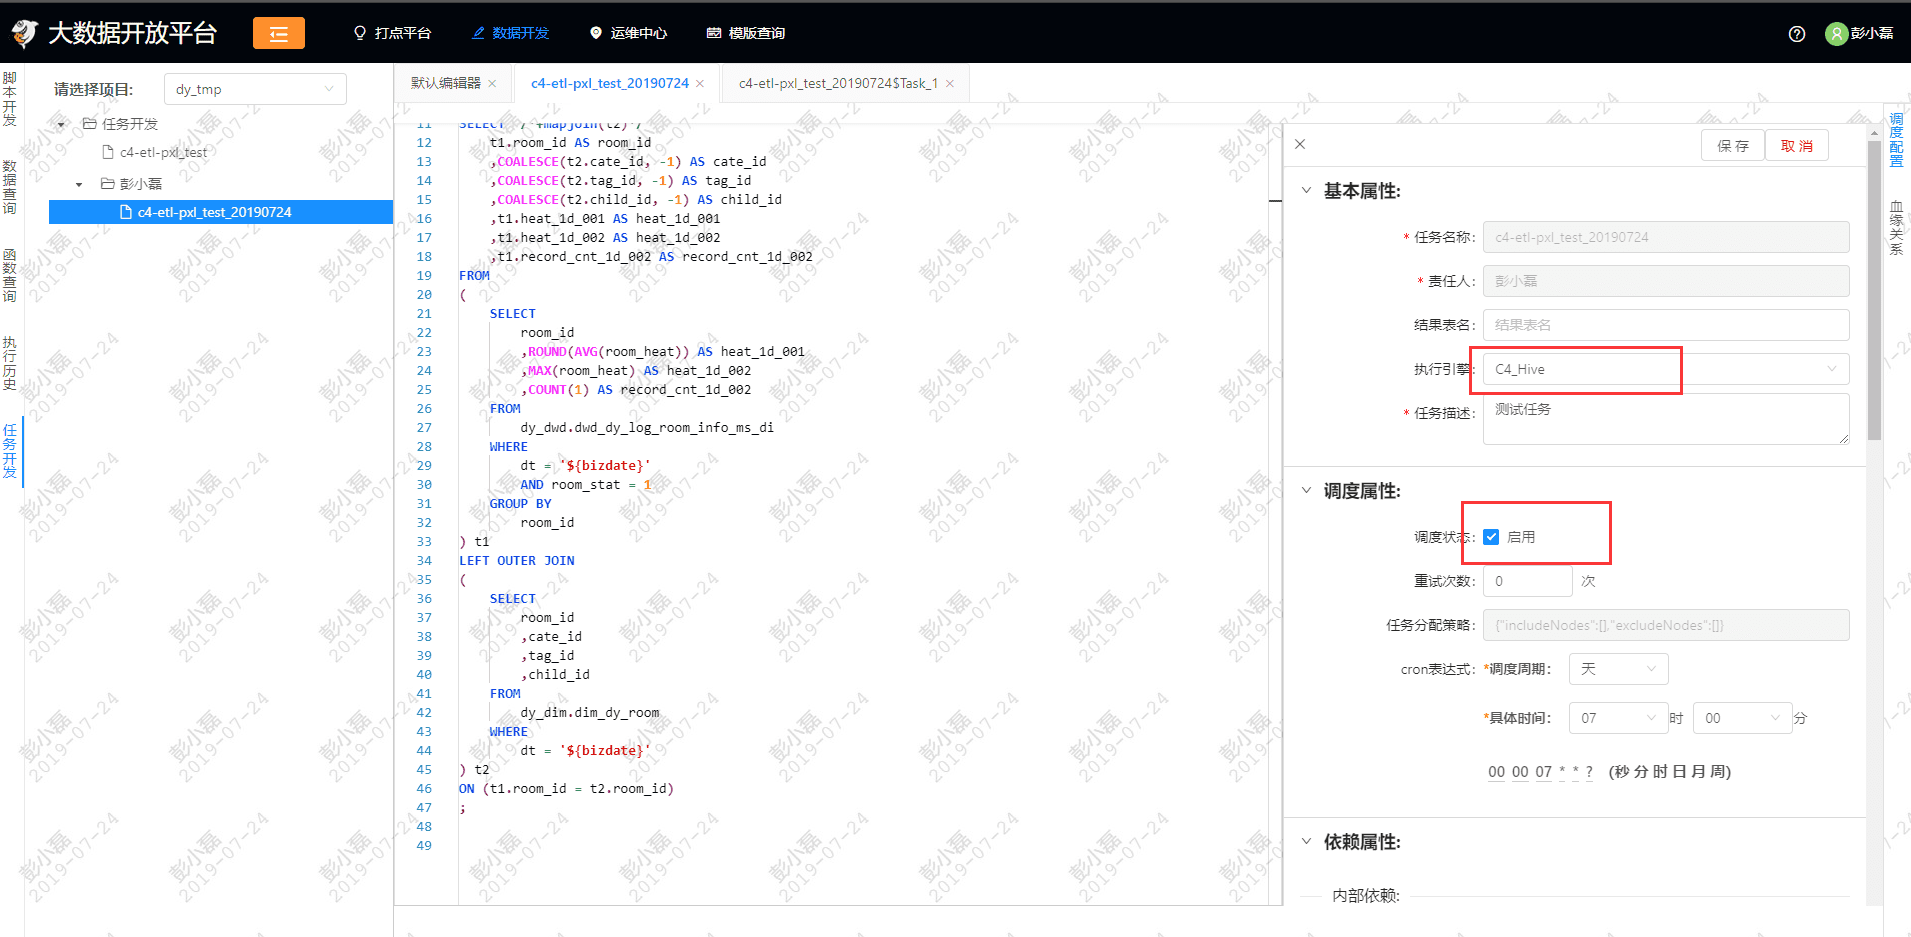 大数据开放平台
打点平台
数据开发
运维中心
模版查询
彭小磊
脚本开发
数据查询
函数查询
执行历史
任务开发
请选择项目:
dy_tmp
任务开发
c4-etl-pxl_test
彭小磊
c4-etl-pxl_test_20190724
默认编辑器 ×
c4-etl-pxl_test_20190724 ×
c4-etl-pxl_test_20190724$Task_1 ×
11 SELECT /*+mapjoin(t2)*/
12 t1.room_id AS room_id
13 ,COALESCE(t2.cate_id, -1) AS cate_id
14 ,COALESCE(t2.tag_id, -1) AS tag_id
15 ,COALESCE(t2.child_id, -1) AS child_id
16 ,t1.heat_1d_001 AS heat_1d_001
17 ,t1.heat_1d_002 AS heat_1d_002
18 ,t1.record_cnt_1d_002 AS record_cnt_1d_002
19 FROM
20 (
21 SELECT
22 room_id
23 ,ROUND(AVG(room_heat)) AS heat_1d_001
24 ,MAX(room_heat) AS heat_1d_002
25 ,COUNT(1) AS record_cnt_1d_002
26 FROM
27 dy_dwd.dwd_dy_log_room_info_ms_di
28 WHERE
29 dt = '${bizdate}'
30 AND room_stat = 1
31 GROUP BY
32 room_id
33 ) t1
34 LEFT OUTER JOIN
35 (
36 SELECT
37 room_id
38 ,cate_id
39 ,tag_id
40 ,child_id
41 FROM
42 dy_dim.dim_dy_room
43 WHERE
44 dt = '${bizdate}'
45 ) t2
46 ON (t1.room_id = t2.room_id)
47 ;
48
49
保 存
取 消
基本属性:
* 任务名称: c4-etl-pxl_test_20190724
* 责任人: 彭小磊
结果表名: 结果表名
执行引擎: C4_Hive
* 任务描述: 测试任务
调度属性:
调度状态: 启用
重试次数: 0 次
任务分配策略: {"includeNodes":[],"excludeNodes":[]}
cron表达式: *调度周期: 天
*具体时间: 07 时 00 分
00 00 07 * * ? (秒 分 时 日 月 周)
依赖属性:
内部依赖:
调度配置
血缘关系
彭小磊
2019-07-24